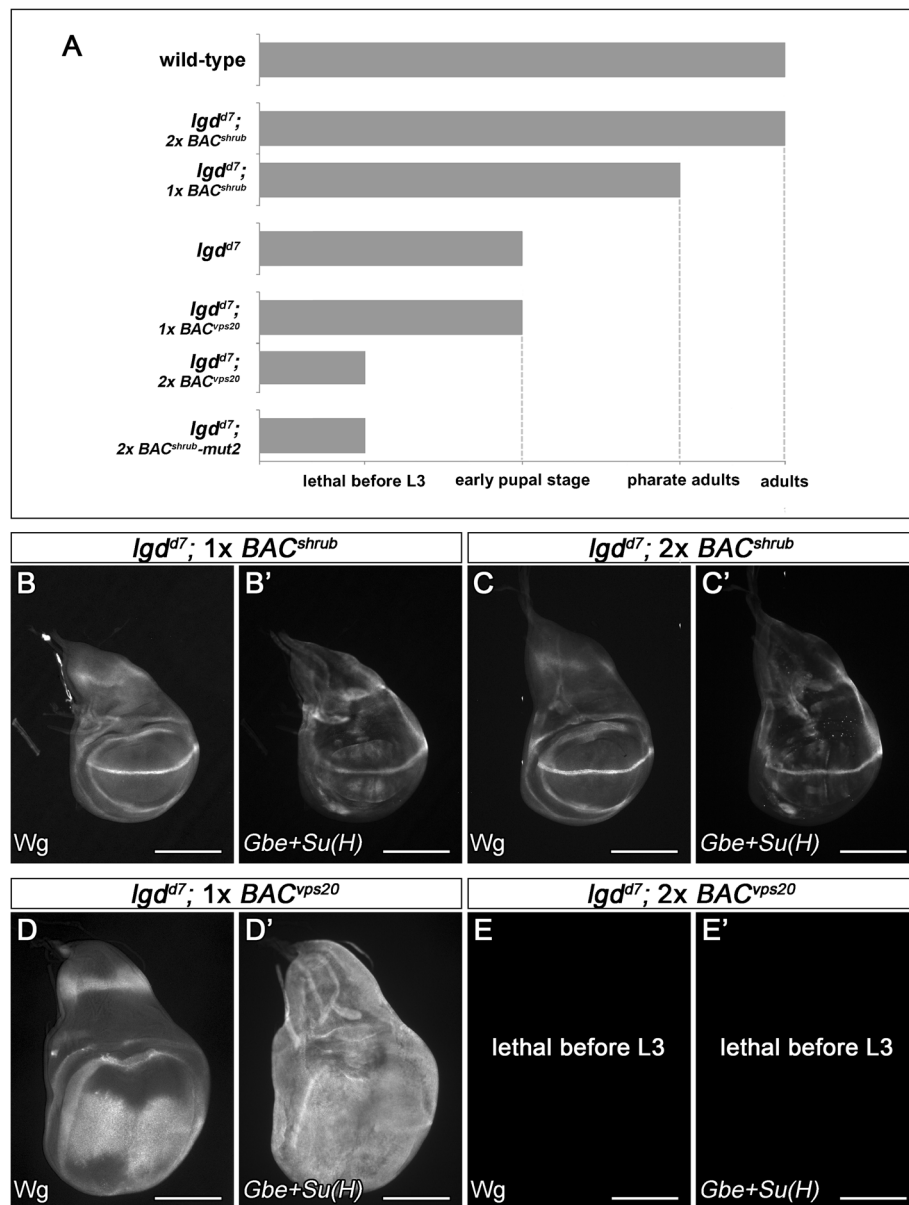 A
wild-type
lgd^d7;
2x BAC^shrub
lgd^d7;
1x BAC^shrub
lgd^d7
lgd^d7;
1x BAC^vps20
lgd^d7;
2x BAC^vps20
lgd^d7;
2x BAC^shrub-mut2
lethal before L3 early pupal stage pharate adults adults
lgd^d7; 1x BAC^shrub lgd^d7; 2x BAC^shrub
B B' C C'
Wg Gbe+Su(H) Wg Gbe+Su(H)
lgd^d7; 1x BAC^vps20 lgd^d7; 2x BAC^vps20
D D' E E'
lethal before L3 lethal before L3
Wg Gbe+Su(H) Wg Gbe+Su(H)